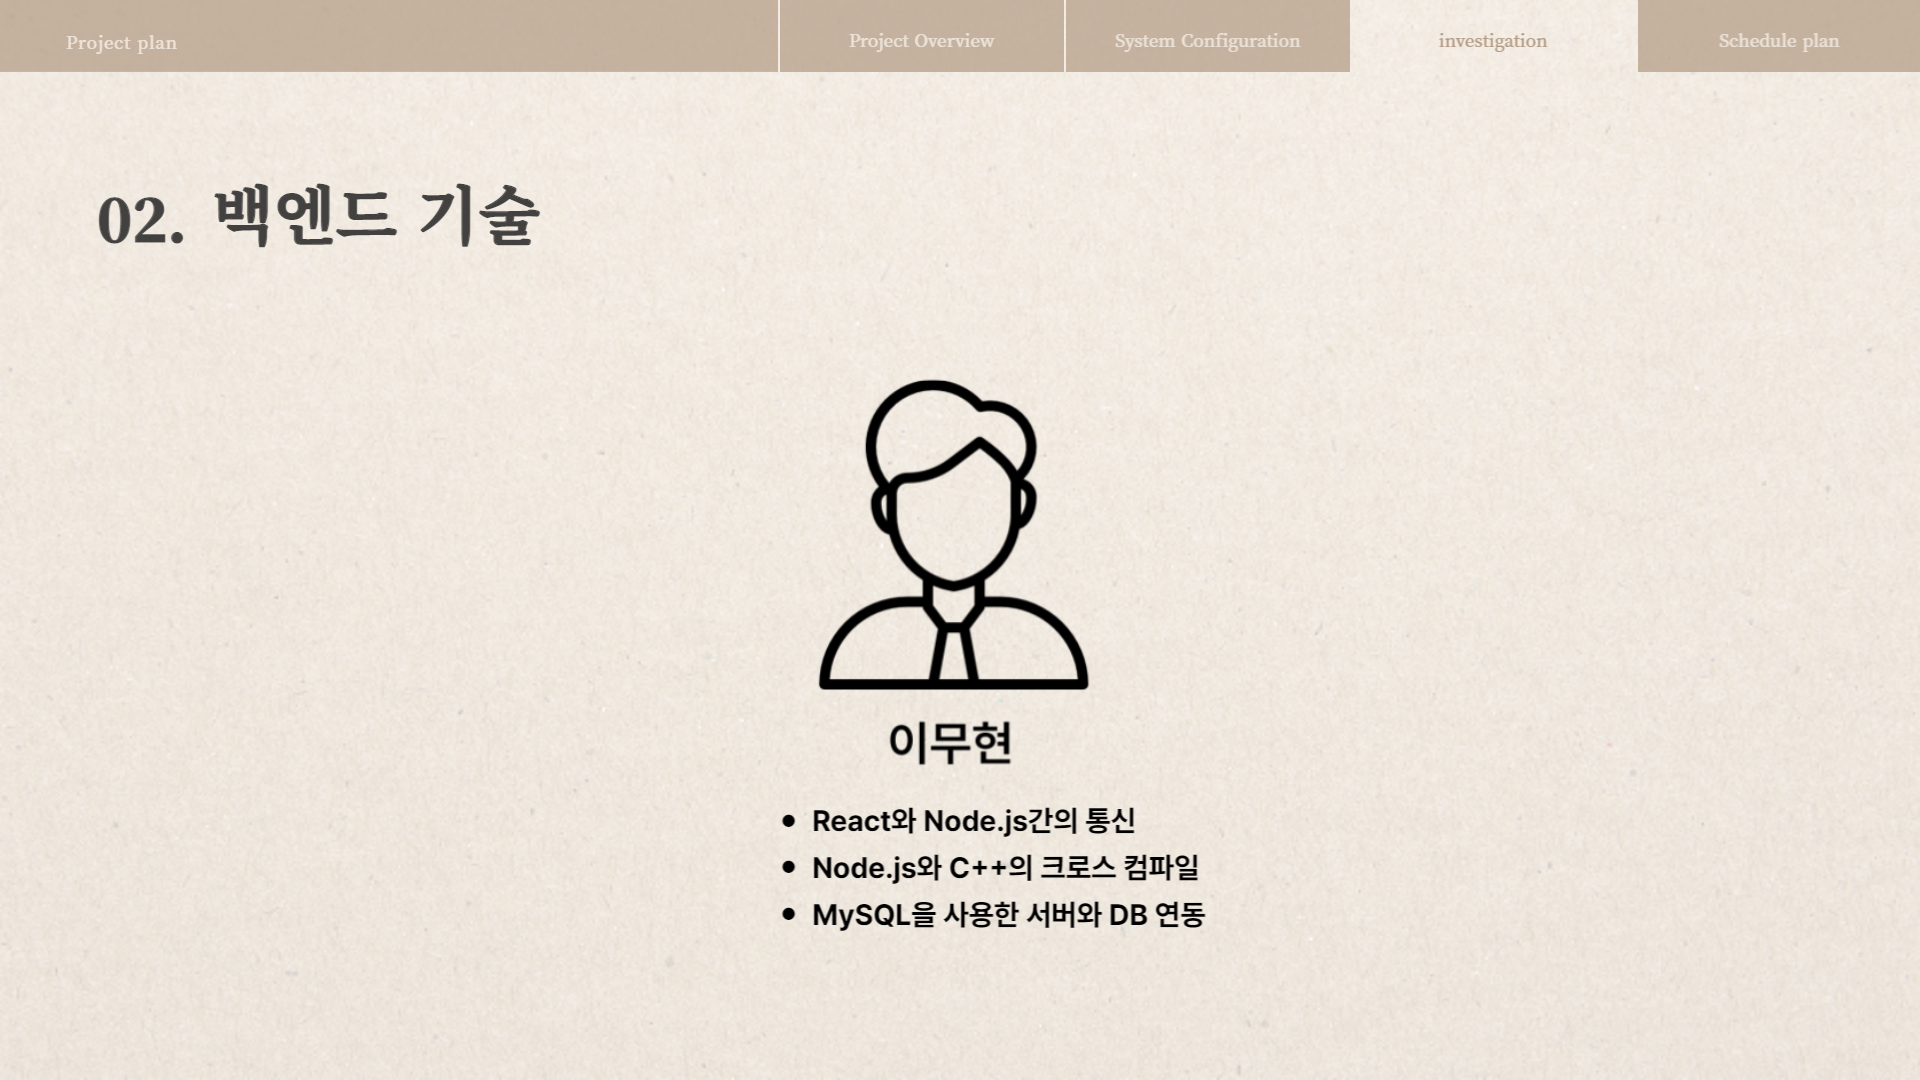 Project plan
Project Overview
System Configuration
investigation
Schedule plan
02. 백엔드 기술
이무현
• React와 Node.js간의 통신
• Node.js와 C++의 크로스 컴파일
• MySQL을 사용한 서버와 DB 연동